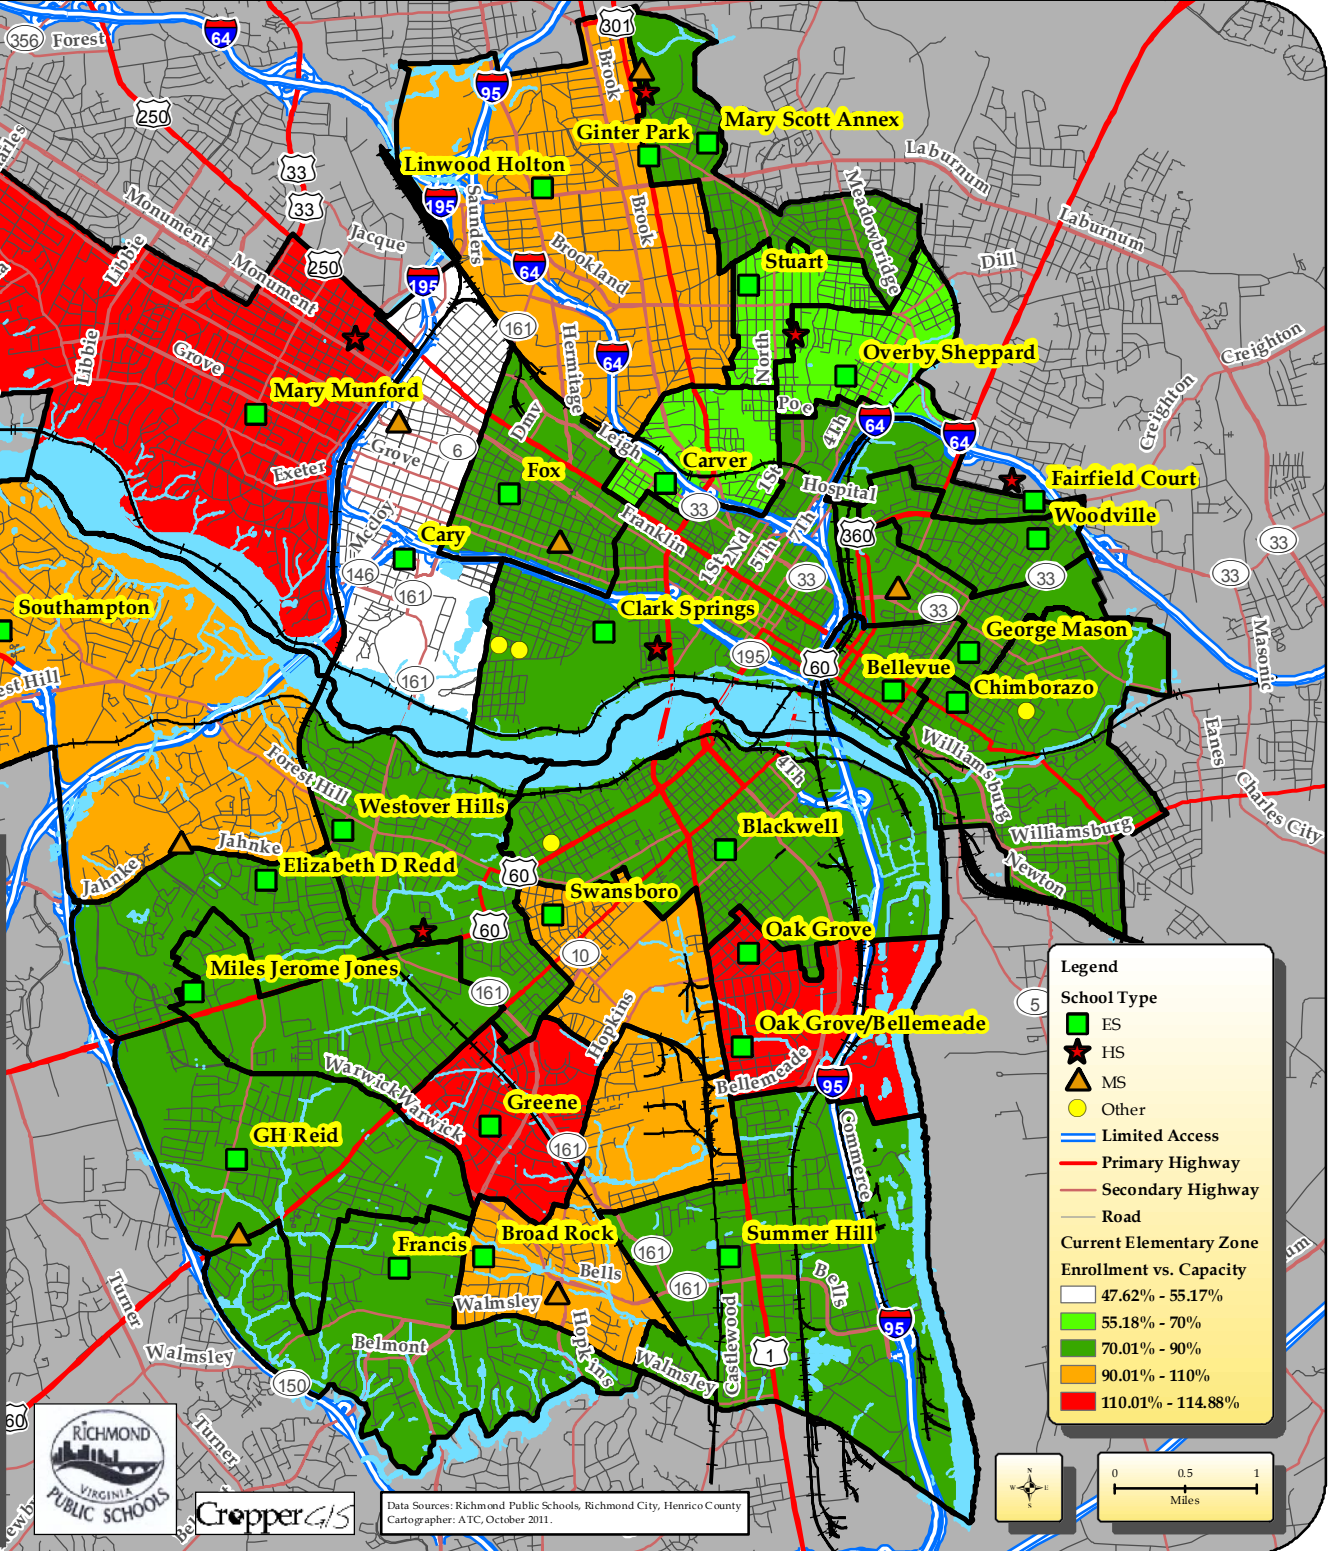 356
Forest
64
301
95
Brook
250
Mary Scott Annex
Ginter Park
33
Linwood Holton
Laburnum
Monument
195
Saunders
Brook
Meadowbridge
33
Laburnum
Jacque
Libbie
Monument
250
Brookland
Stuart
Dill
64
195
161
Hermitage
North
Libbie
Grove
64
Overby Sheppard
Creighton
Mary Munford
Dmv
Poe
Creighton
Grove
6
Leigh
4Th
64
64
Exeter
Fox
Carver
1St
Hospital
Fairfield Court
Woodville
33
Mccloy
Cary
Franklin
1St
2Nd
5Th
7Th
360
33
146
161
33
33
33
Southampton
Clark Springs
33
George Mason
Masonic
est Hill
161
195
60
Bellevue
Chimborazo
Forest Hill
4Th
Williamsburg
Eanes
Westover Hills
Charles City
Jahnke
Blackwell
Williamsburg
Jahnke
Elizabeth D Redd
60
Swansboro
Newton
60
10
Oak Grove
Miles Jerome Jones
161
Legend
School Type
ES
HS
MS
Other
Limited Access
Primary Highway
Secondary Highway
Road
Current Elementary Zone
Enrollment vs. Capacity
47.62% - 55.17%
55.18% - 70%
70.01% - 90%
90.01% - 110%
110.01% - 114.88%
5
Hopkins
Oak Grove/Bellemeade
Warwick
Warwick
Bellemeade
95
Greene
GH Reid
161
Commerce
Francis
Broad Rock
161
Summer Hill
Bells
161
Bells
Turner
Walmsley
Hopkins
Castlewood
95
Walmsley
Belmont
Walmsley
1
150
60
Turner
RICHMOND
VIRGINIA
PUBLIC SCHOOLS
Cropper GIS
Data Sources: Richmond Public Schools, Richmond City, Henrico County
Cartographer: ATC, October 2011.
N
W E
S
0 0.5 1
Miles